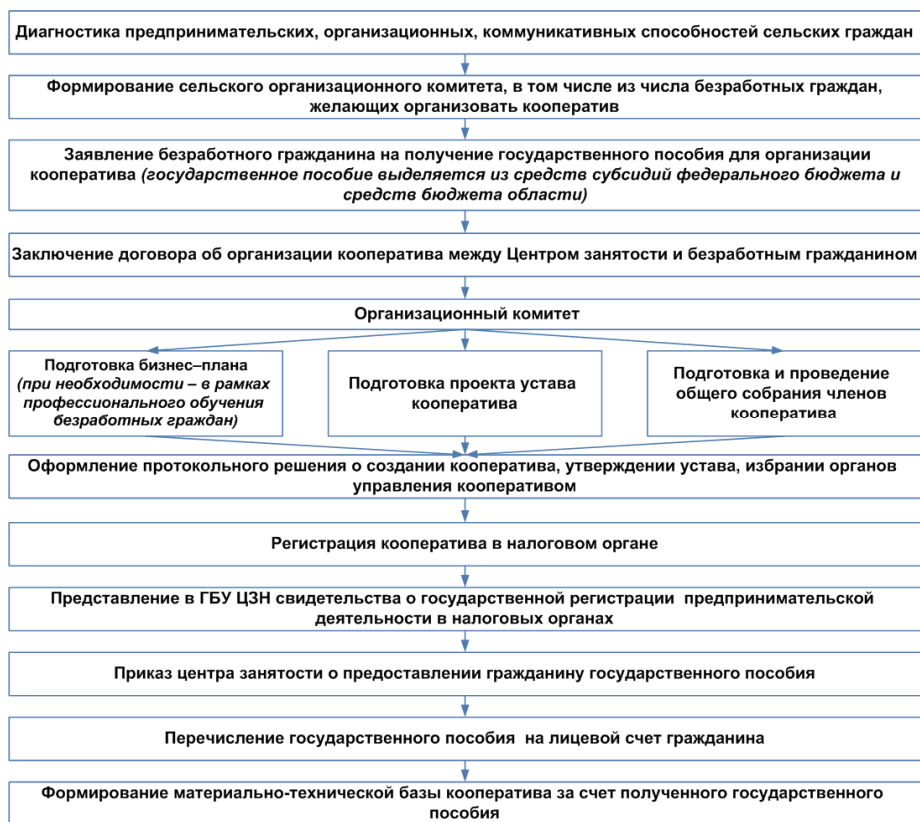 Диагностика предпринимательских, организационных, коммуникативных способностей сельских граждан
Формирование сельского организационного комитета, в том числе из числа безработных граждан,
желающих организовать кооператив
Заявление безработного гражданина на получение государственного пособия для организации
кооператива (государственное пособие выделяется из средств субсидий федерального бюджета и
средств бюджета области)
Заключение договора об организации кооператива между Центром занятости и безработным гражданином
Организационный комитет
Подготовка бизнес–плана
(при необходимости – в рамках
профессионального обучения
безработных граждан)
Подготовка проекта устава
кооператива
Подготовка и проведение
общего собрания членов
кооператива
Оформление протокольного решения о создании кооператива, утверждении устава, избрании органов
управления кооперативом
Регистрация кооператива в налоговом органе
Представление в ГБУ ЦЗН свидетельства о государственной регистрации предпринимательской
деятельности в налоговых органах
Приказ центра занятости о предоставлении гражданину государственного пособия
Перечисление государственного пособия на лицевой счет гражданина
Формирование материально-технической базы кооператива за счет полученного государственного
пособия